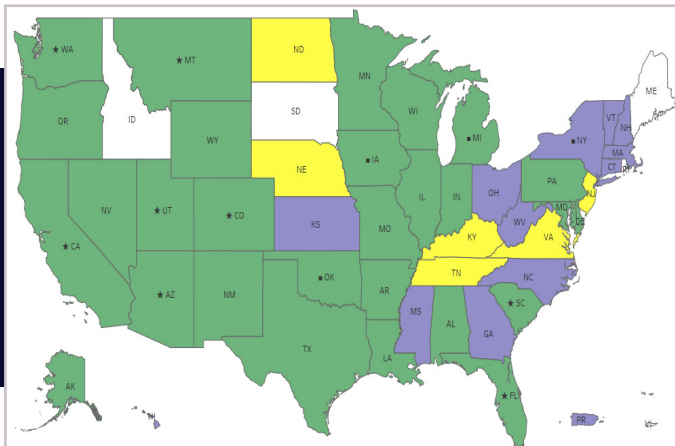 ★WA
★MT
ND
MN
ME
OR
ID
SD
WI
VT
NH
WY
■MI
■NY
MA
CT
RI
NE
■IA
PA
NJ
NV
★UT
★CO
IL
IN
OH
MD
DE
KS
MO
WV
VA
★CA
KY
★AZ
NM
■OK
AR
TN
NC
MS
AL
GA
★SC
TX
LA
AK
★FL
HI
PR